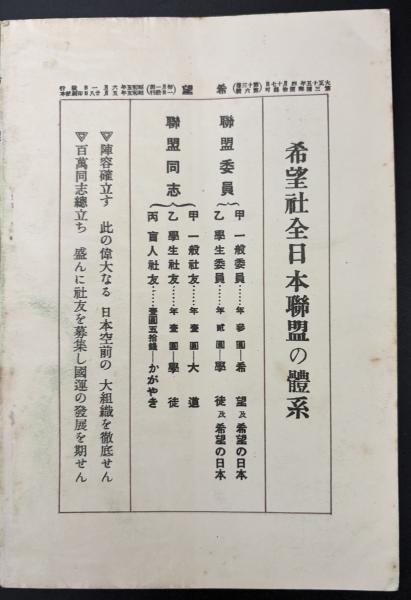 希望
希望社全日本聯盟の體系
聯盟委員
甲 一般委員……年參圓―希望及希望の日本
乙 學生委員……年貳圓―學徒及希望の日本
聯盟同志
甲 一般社友……年壹圓―大道
乙 學生社友……年壹圓―學徒
丙 盲人社友……壹圓五拾錢―かがやき
▽陣容確立す 此の偉大なる 日本空前の 大組織を徹底せん
▽百萬同志總立ち 盛んに社友を募集し國運の發展を期せん